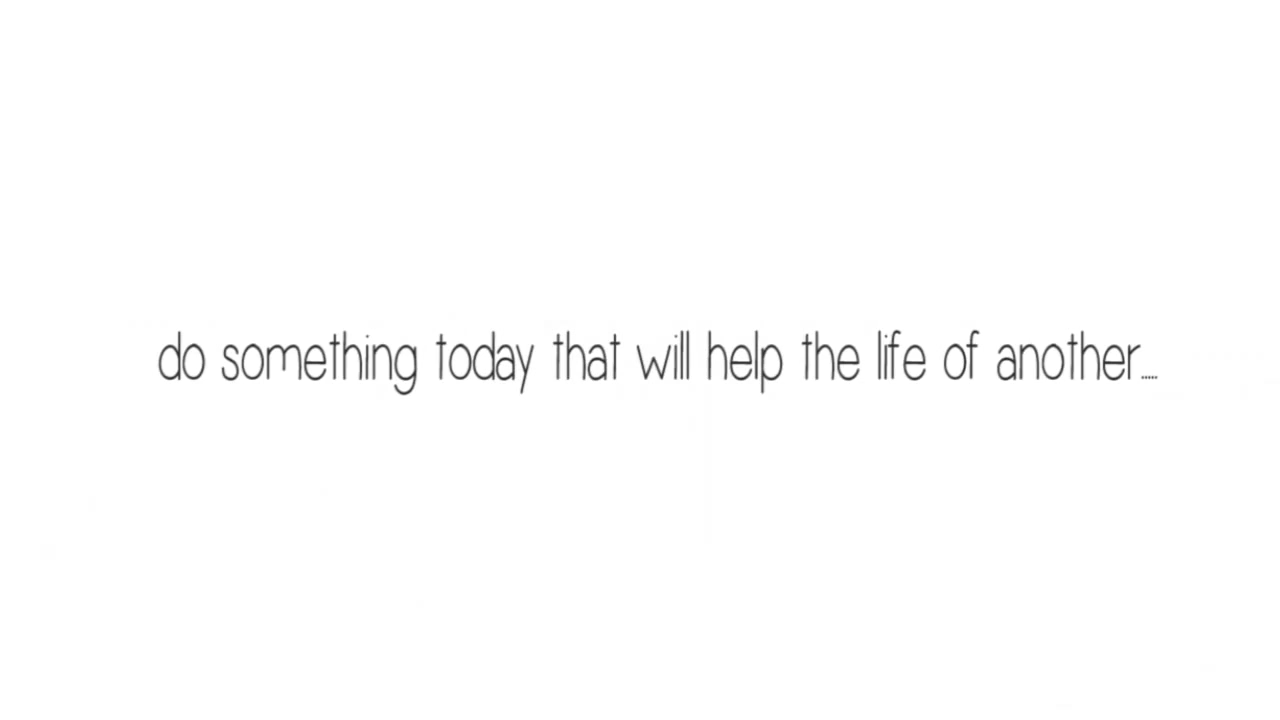 do something today that will help the life of another.....